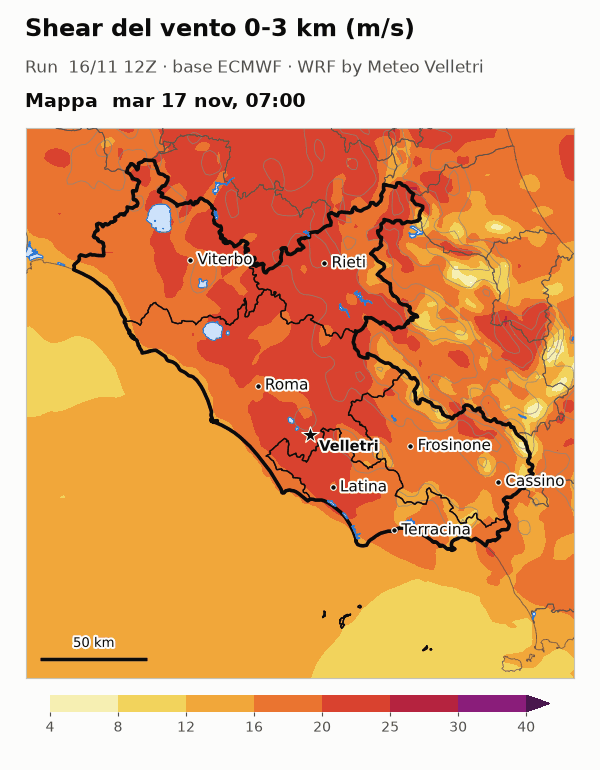 Shear del vento 0-3 km (m/s)
Run  16/11 12Z · base ECMWF · WRF by Meteo Velletri
Mappa  mar 17 nov, 07:00
Viterbo
Rieti
Roma
Velletri
Frosinone
Latina
Cassino
Terracina
50 km
4 8 12 16 20 25 30 40